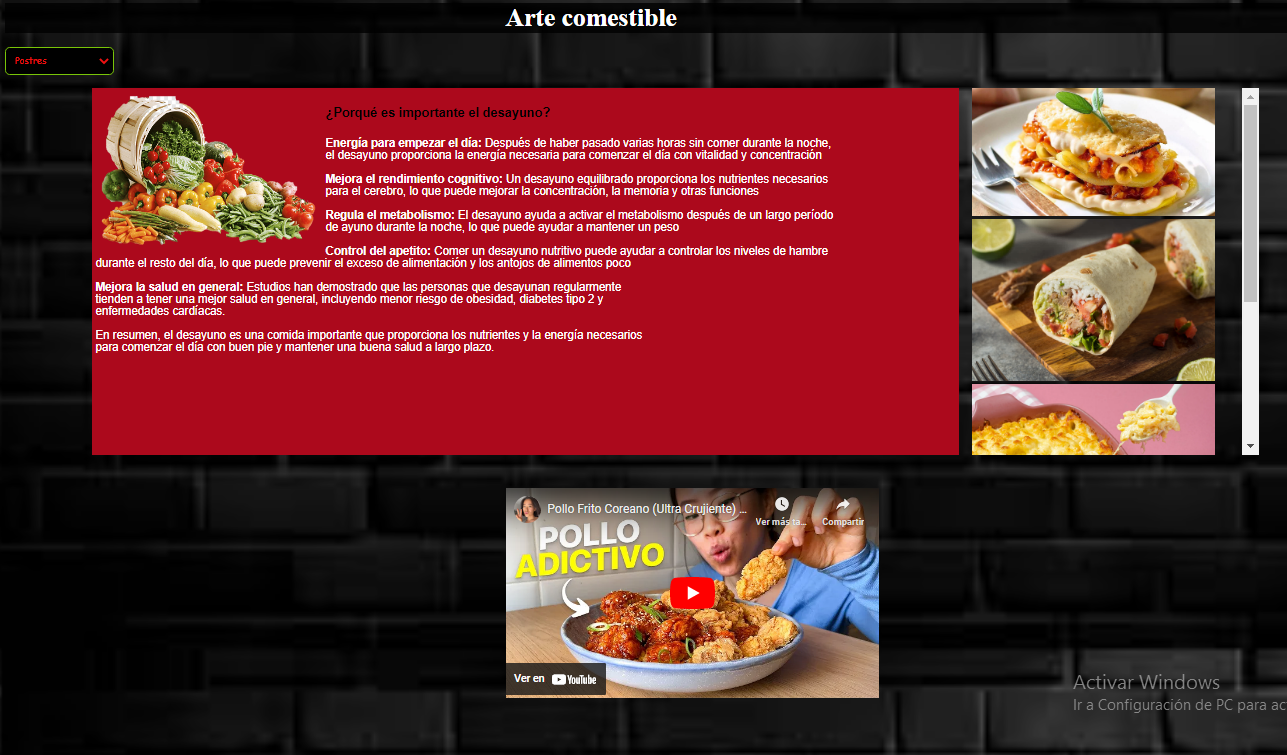 Arte comestible
Postres
¿Porqué es importante el desayuno?
Energía para empezar el día: Después de haber pasado varias horas sin comer durante la noche,
el desayuno proporciona la energía necesaria para comenzar el día con vitalidad y concentración
Mejora el rendimiento cognitivo: Un desayuno equilibrado proporciona los nutrientes necesarios
para el cerebro, lo que puede mejorar la concentración, la memoria y otras funciones
Regula el metabolismo: El desayuno ayuda a activar el metabolismo después de un largo período
de ayuno durante la noche, lo que puede ayudar a mantener un peso
Control del apetito: Comer un desayuno nutritivo puede ayudar a controlar los niveles de hambre
durante el resto del día, lo que puede prevenir el exceso de alimentación y los antojos de alimentos poco
Mejora la salud en general: Estudios han demostrado que las personas que desayunan regularmente
tienden a tener una mejor salud en general, incluyendo menor riesgo de obesidad, diabetes tipo 2 y
enfermedades cardíacas.
En resumen, el desayuno es una comida importante que proporciona los nutrientes y la energía necesarios
para comenzar el día con buen pie y mantener una buena salud a largo plazo.
Pollo Frito Coreano (Ultra Crujiente) ...
Ver más ta...
Compartir
POLLO
ADICTIVO
Ver en YouTube
Activar Windows
Ir a Configuración de PC para ac